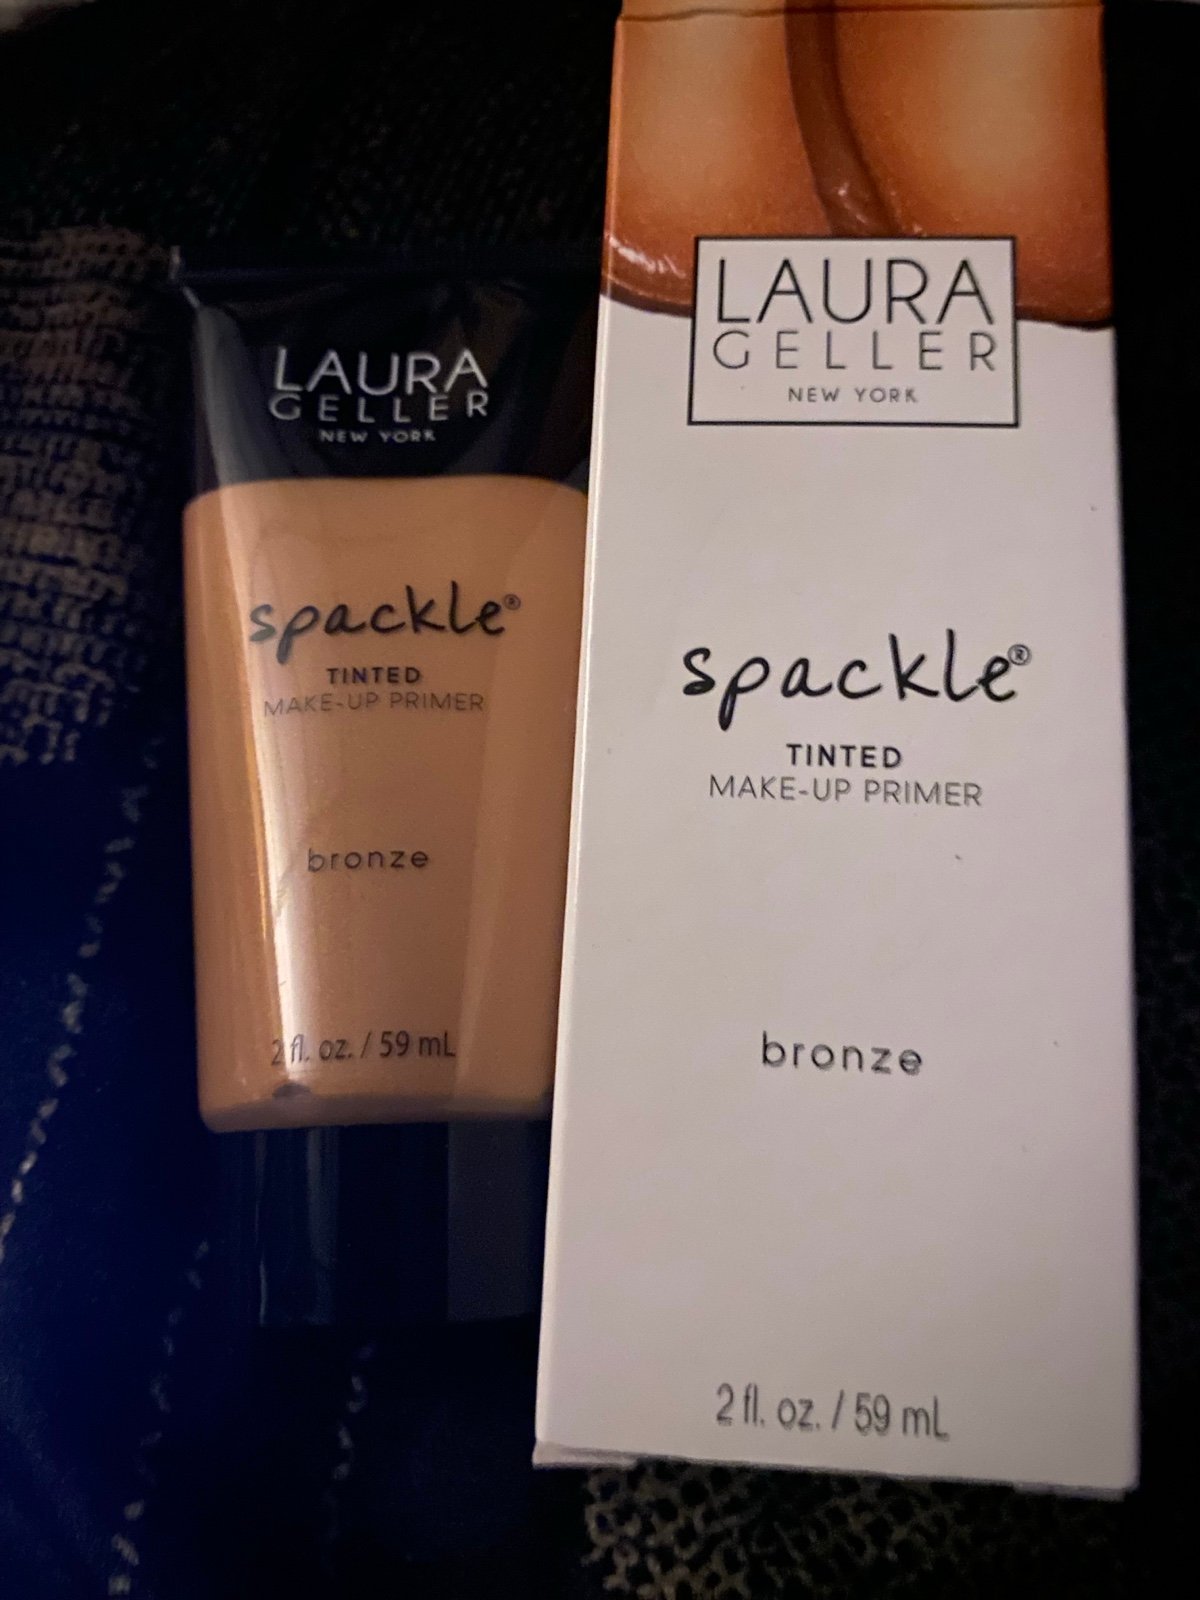 LAURA
GELLER
NEW YORK
spackle®
TINTED
MAKE-UP PRIMER
bronze
2 fl. oz. / 59 mL
LAURA
GELLER
NEW YORK
spackle®
TINTED
MAKE-UP PRIMER
bronze
2 fl. oz. / 59 mL